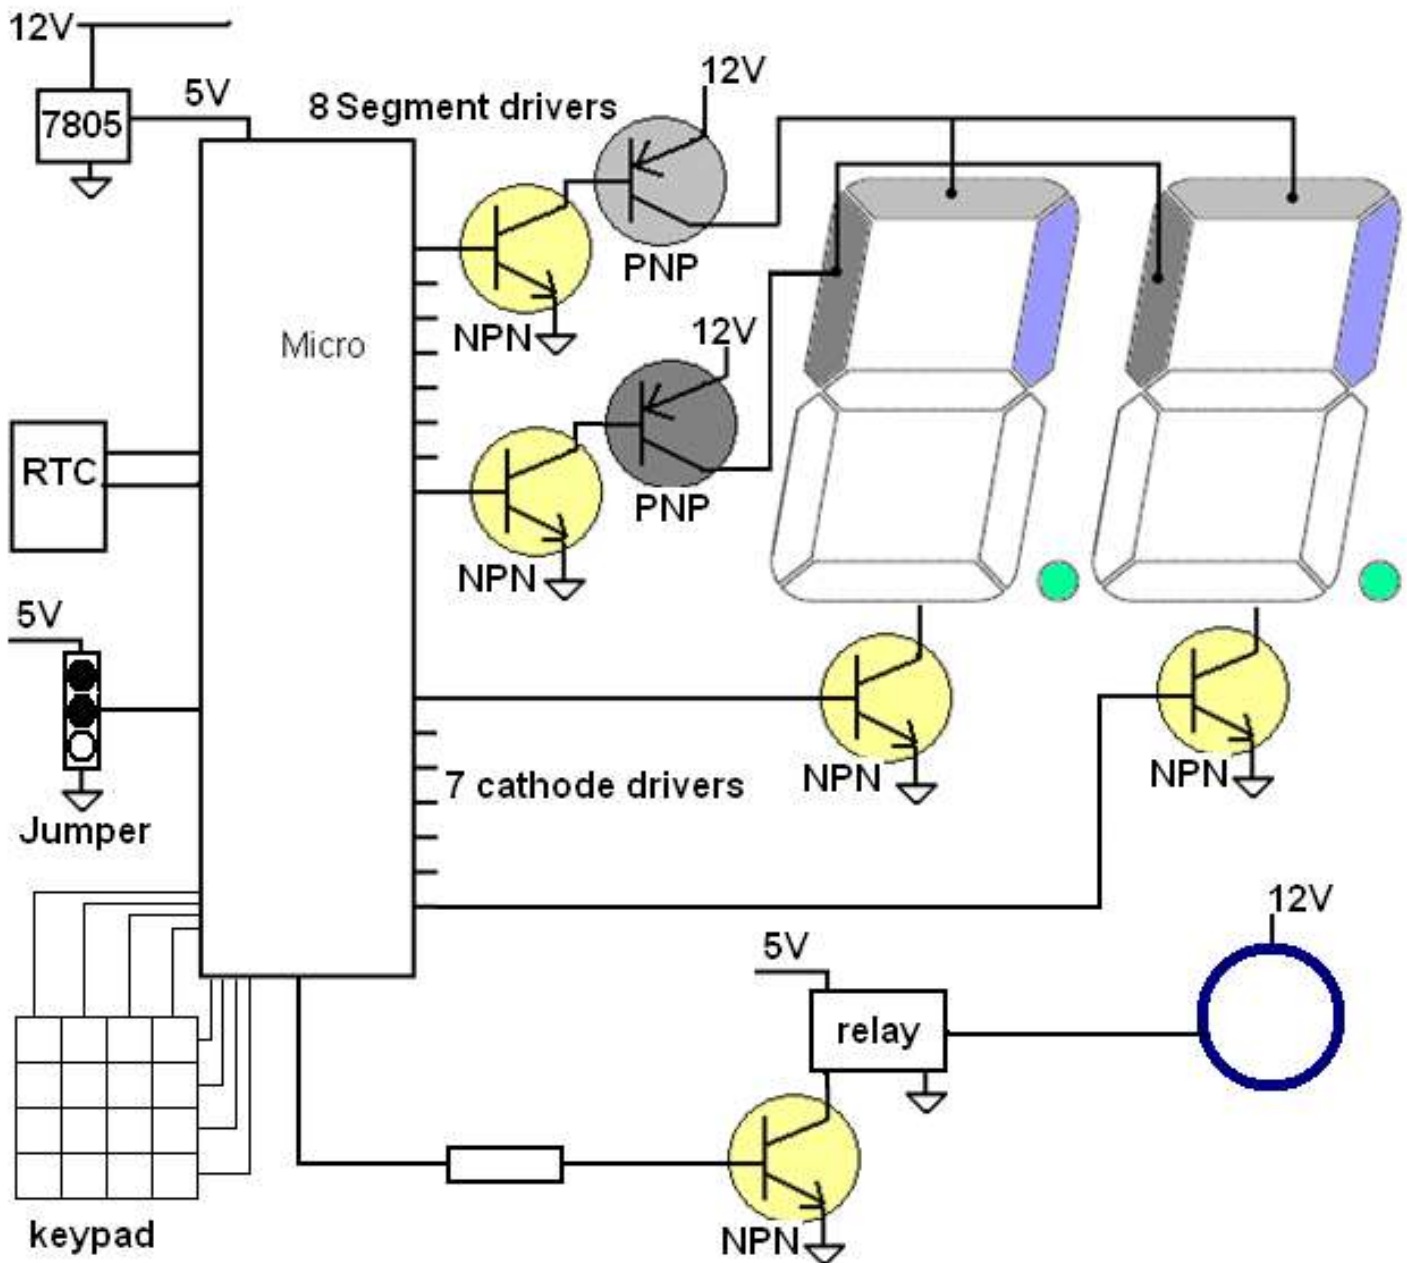 12V
7805
5V
8 Segment drivers
12V
PNP
NPN
Micro
12V
RTC
PNP
NPN
5V
Jumper
7 cathode drivers
NPN
NPN
5V
12V
relay
keypad
NPN